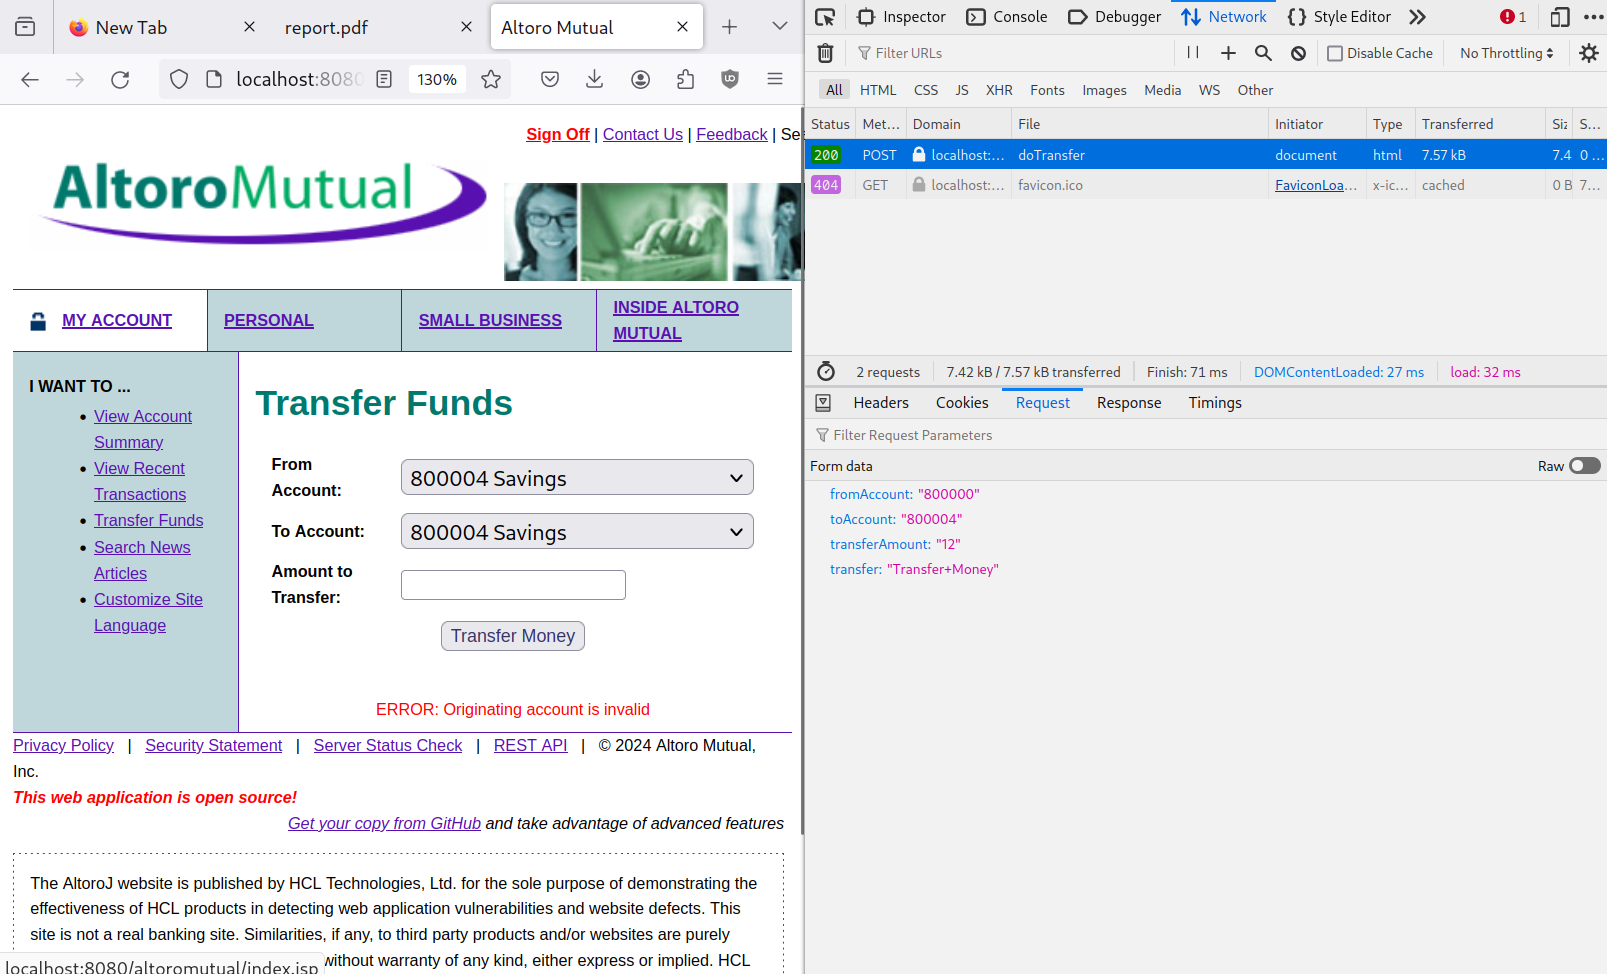 New Tab
report.pdf
Altoro Mutual
localhost:8080
130%
Sign Off | Contact Us | Feedback | Sea
AltoroMutual
MY ACCOUNT
PERSONAL
SMALL BUSINESS
INSIDE ALTORO
MUTUAL
I WANT TO ...
View Account
Summary
View Recent
Transactions
Transfer Funds
Search News
Articles
Customize Site
Language
Transfer Funds
From
Account:
800004 Savings
To Account:
800004 Savings
Amount to
Transfer:
Transfer Money
ERROR: Originating account is invalid
Privacy Policy | Security Statement | Server Status Check | REST API | © 2024 Altoro Mutual,
Inc.
This web application is open source!
Get your copy from GitHub and take advantage of advanced features
The AltoroJ website is published by HCL Technologies, Ltd. for the sole purpose of demonstrating the
effectiveness of HCL products in detecting web application vulnerabilities and website defects. This
site is not a real banking site. Similarities, if any, to third party products and/or websites are purely
without warranty of any kind, either express or implied. HCL
localhost:8080/altoromutual/index.jsp
Inspector Console Debugger Network Style Editor 1
Filter URLs Disable Cache No Throttling
All HTML CSS JS XHR Fonts Images Media WS Other
Status Met... Domain File Initiator Type Transferred Siz S...
200 POST localhost:... doTransfer document html 7.57 kB 7.4 0 ...
404 GET localhost:... favicon.ico FaviconLoa... x-ic... cached 0 B 7...
2 requests 7.42 kB / 7.57 kB transferred Finish: 71 ms DOMContentLoaded: 27 ms load: 32 ms
Headers Cookies Request Response Timings
Filter Request Parameters
Form data Raw
fromAccount: "800000"
toAccount: "800004"
transferAmount: "12"
transfer: "Transfer+Money"